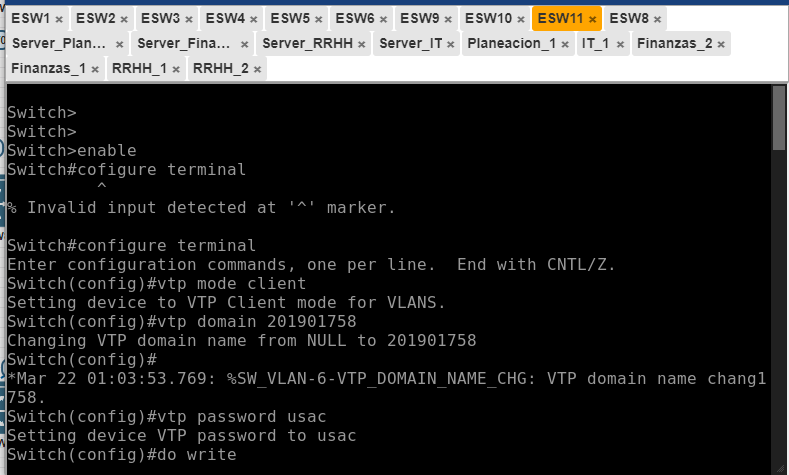 ESW1 × ESW2 × ESW3 × ESW4 × ESW5 × ESW6 × ESW9 × ESW10 × ESW11 × ESW8 ×
Server_Plan... × Server_Fina... × Server_RRHH × Server_IT × Planeacion_1 × IT_1 × Finanzas_2 ×
Finanzas_1 × RRHH_1 × RRHH_2 ×
Switch>
Switch>
Switch>enable
Switch#cofigure terminal
^
% Invalid input detected at '^' marker.
Switch#configure terminal
Enter configuration commands, one per line.  End with CNTL/Z.
Switch(config)#vtp mode client
Setting device to VTP Client mode for VLANS.
Switch(config)#vtp domain 201901758
Changing VTP domain name from NULL to 201901758
Switch(config)#
*Mar 22 01:03:53.769: %SW_VLAN-6-VTP_DOMAIN_NAME_CHG: VTP domain name chang1
758.
Switch(config)#vtp password usac
Setting device VTP password to usac
Switch(config)#do write